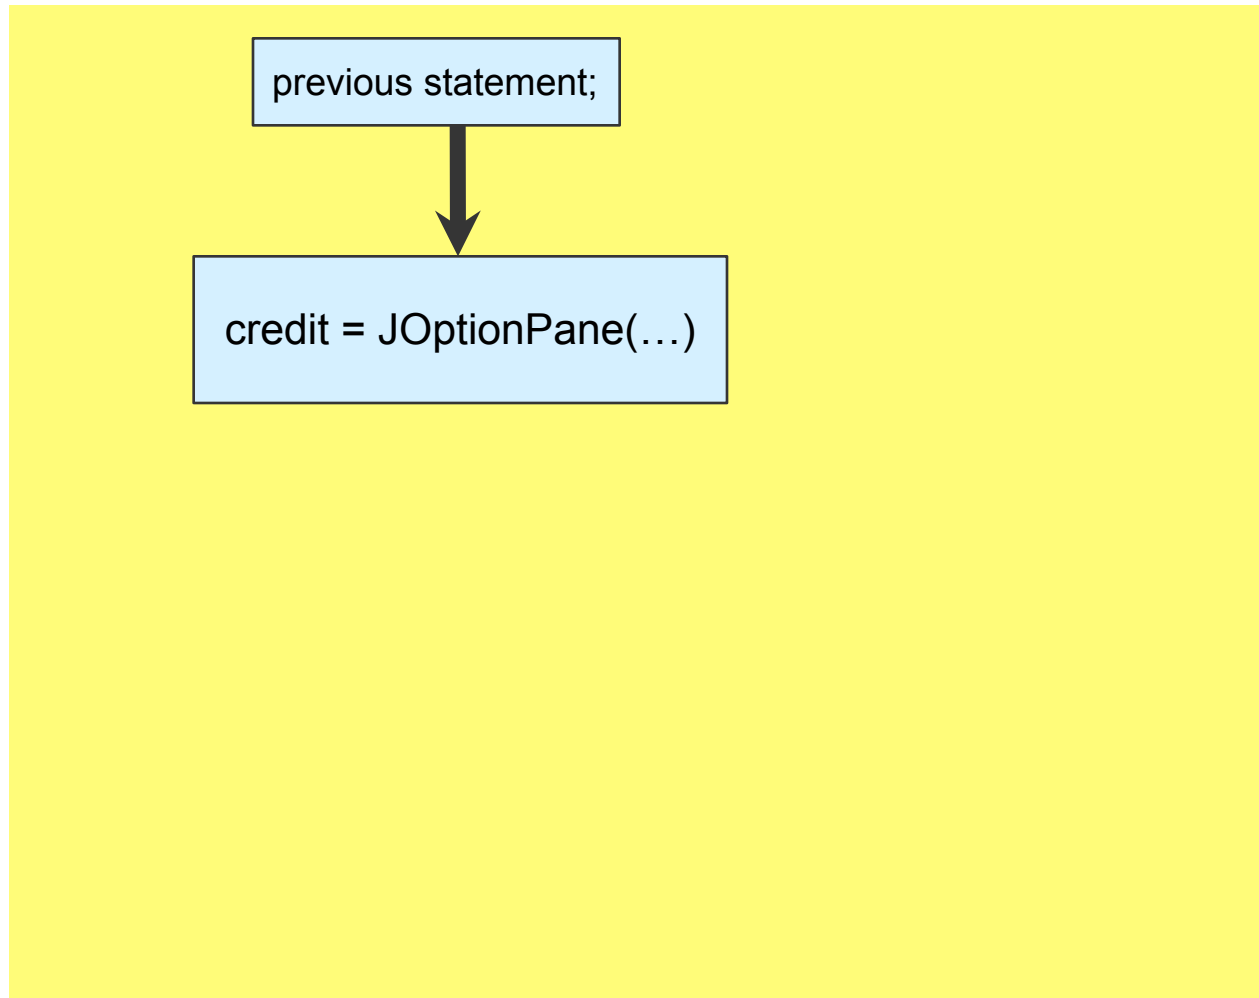 previous statement;
credit = JOptionPane(…)